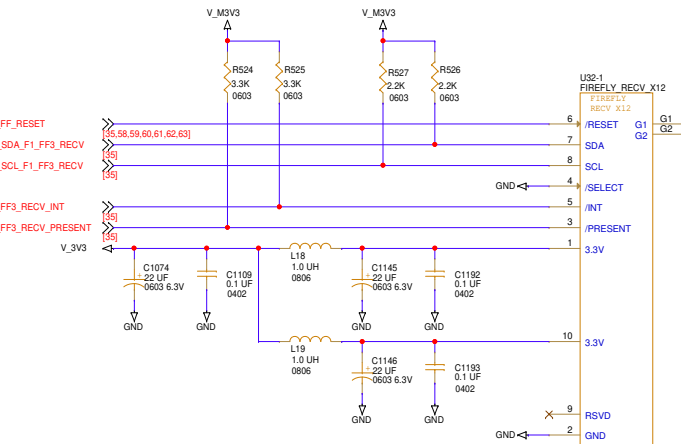 V_M3V3
V_M3V3
R524
3.3K
0603
R525
3.3K
0603
R527
2.2K
0603
R526
2.2K
0603
U32-1
FIREFLY_RECV_X12
FIREFLY
RECV X12
_FF_RESET
[35,58,59,60,61,62,63]
6
/RESET
G1
G1
G2
G2
_SDA_F1_FF3_RECV
[35]
7
SDA
_SCL_F1_FF3_RECV
[35]
8
SCL
GND
4
/SELECT
_FF3_RECV_INT
[35]
5
/INT
_FF3_RECV_PRESENT
[35]
3
/PRESENT
V_3V3
1
3.3V
L18
1.0 UH
0806
C1074
22 UF
0603 6.3V
C1109
0.1 UF
0402
C1145
22 UF
0603 6.3V
C1192
0.1 UF
0402
GND
GND
GND
GND
10
3.3V
L19
1.0 UH
0806
C1146
22 UF
0603 6.3V
C1193
0.1 UF
0402
GND
GND
9
RSVD
GND
2
GND